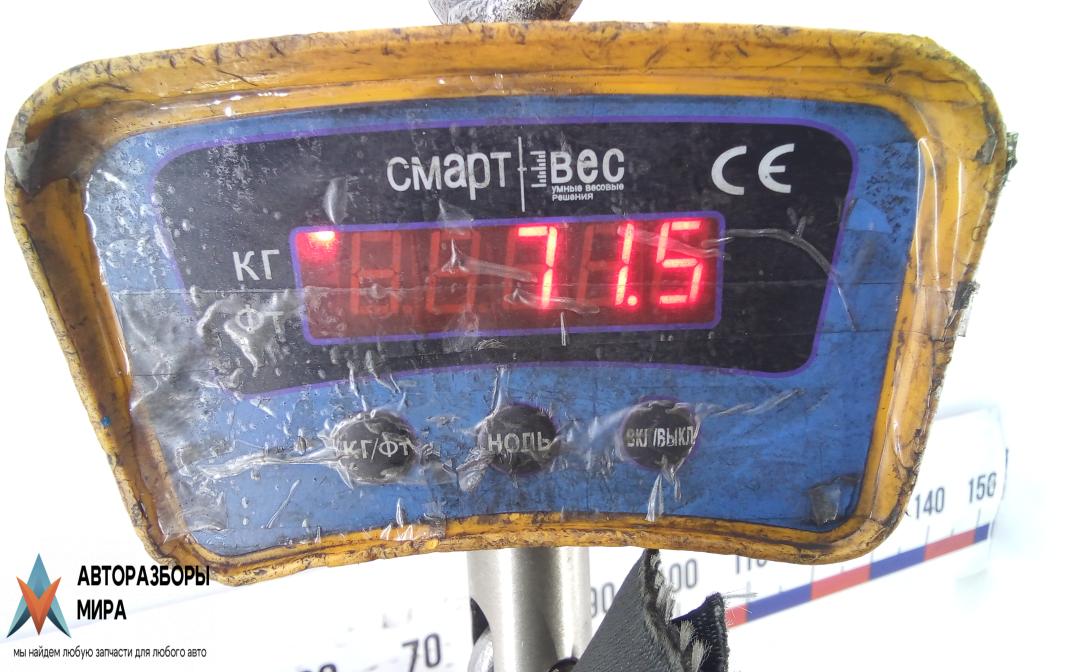 смарт вес
умные весовые
решения
CE
КГ
71.5
ФТ
КГ/ФТ
НОЛЬ
ВКЛ/ВЫКЛ
140 150
70
АВТОРАЗБОРЫ
МИРА
мы найдем любую запчасти для любого авто